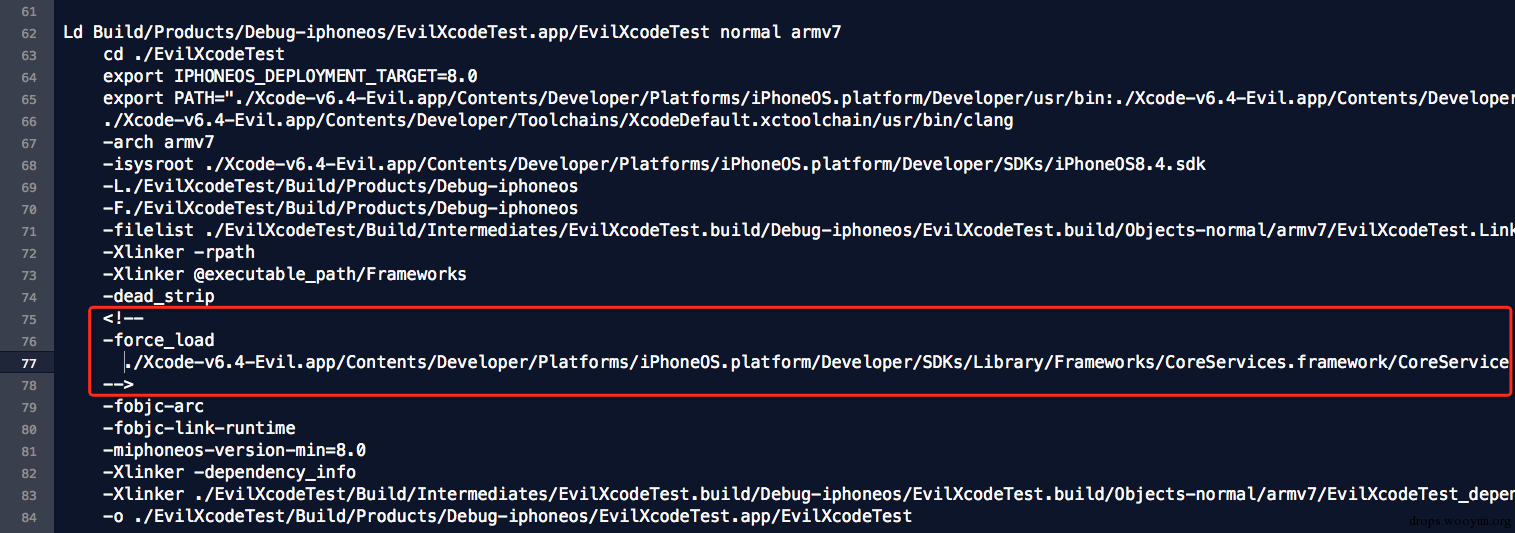 61
62 Ld Build/Products/Debug-iphoneos/EvilXcodeTest.app/EvilXcodeTest normal armv7
63 cd ./EvilXcodeTest
64 export IPHONEOS_DEPLOYMENT_TARGET=8.0
65 export PATH="./Xcode-v6.4-Evil.app/Contents/Developer/Platforms/iPhoneOS.platform/Developer/usr/bin:./Xcode-v6.4-Evil.app/Contents/Developer
66 ./Xcode-v6.4-Evil.app/Contents/Developer/Toolchains/XcodeDefault.xctoolchain/usr/bin/clang
67 -arch armv7
68 -isysroot ./Xcode-v6.4-Evil.app/Contents/Developer/Platforms/iPhoneOS.platform/Developer/SDKs/iPhoneOS8.4.sdk
69 -L./EvilXcodeTest/Build/Products/Debug-iphoneos
70 -F./EvilXcodeTest/Build/Products/Debug-iphoneos
71 -filelist ./EvilXcodeTest/Build/Intermediates/EvilXcodeTest.build/Debug-iphoneos/EvilXcodeTest.build/Objects-normal/armv7/EvilXcodeTest.Link
72 -Xlinker -rpath
73 -Xlinker @executable_path/Frameworks
74 -dead_strip
75 <!--
76 -force_load
77 ./Xcode-v6.4-Evil.app/Contents/Developer/Platforms/iPhoneOS.platform/Developer/SDKs/Library/Frameworks/CoreServices.framework/CoreService
78 -->
79 -fobjc-arc
80 -fobjc-link-runtime
81 -miphoneos-version-min=8.0
82 -Xlinker -dependency_info
83 -Xlinker ./EvilXcodeTest/Build/Intermediates/EvilXcodeTest.build/Debug-iphoneos/EvilXcodeTest.build/Objects-normal/armv7/EvilXcodeTest_depen
84 -o ./EvilXcodeTest/Build/Products/Debug-iphoneos/EvilXcodeTest.app/EvilXcodeTest
drops.wooyun.org